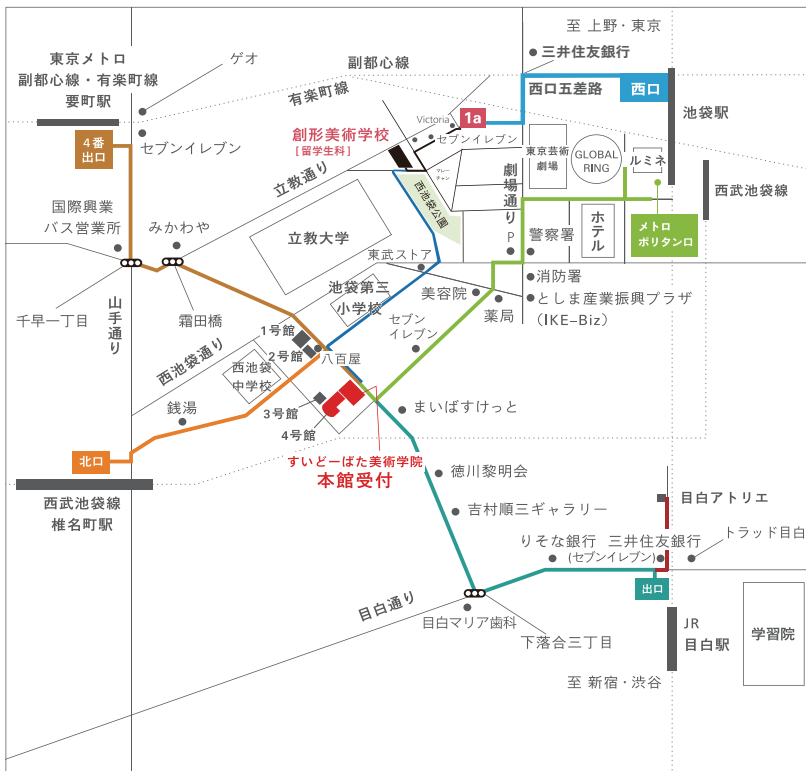 至 上野・東京
東京メトロ
副都心線・有楽町線
要町駅
ゲオ
副都心線
三井住友銀行
有楽町線
西口五差路
西口
池袋駅
Victoria
1a
セブンイレブン
4番
出口
セブンイレブン
創形美術学校
[留学生科]
マレー
チャン
東京芸術
劇場
GLOBAL
RING
ルミネ
西武池袋線
立教通り
西池袋公園
劇場通り
P
警察署
ホテル
メトロ
ポリタン口
国際興業
バス営業所
みかわや
立教大学
東武ストア
消防署
としま産業振興プラザ
(IKE–Biz)
千早一丁目
山手通り
霜田橋
池袋第三
小学校
美容院
薬局
セブン
イレブン
1号館
2号館
八百屋
西池袋通り
西池袋
中学校
銭湯
3号館
4号館
まいばすけっと
すいどーばた美術学院
本館受付
北口
西武池袋線
椎名町駅
徳川黎明会
吉村順三ギャラリー
目白アトリエ
りそな銀行
三井住友銀行
(セブンイレブン)
トラッド目白
出口
目白通り
目白マリア歯科
下落合三丁目
JR
目白駅
学習院
至 新宿・渋谷